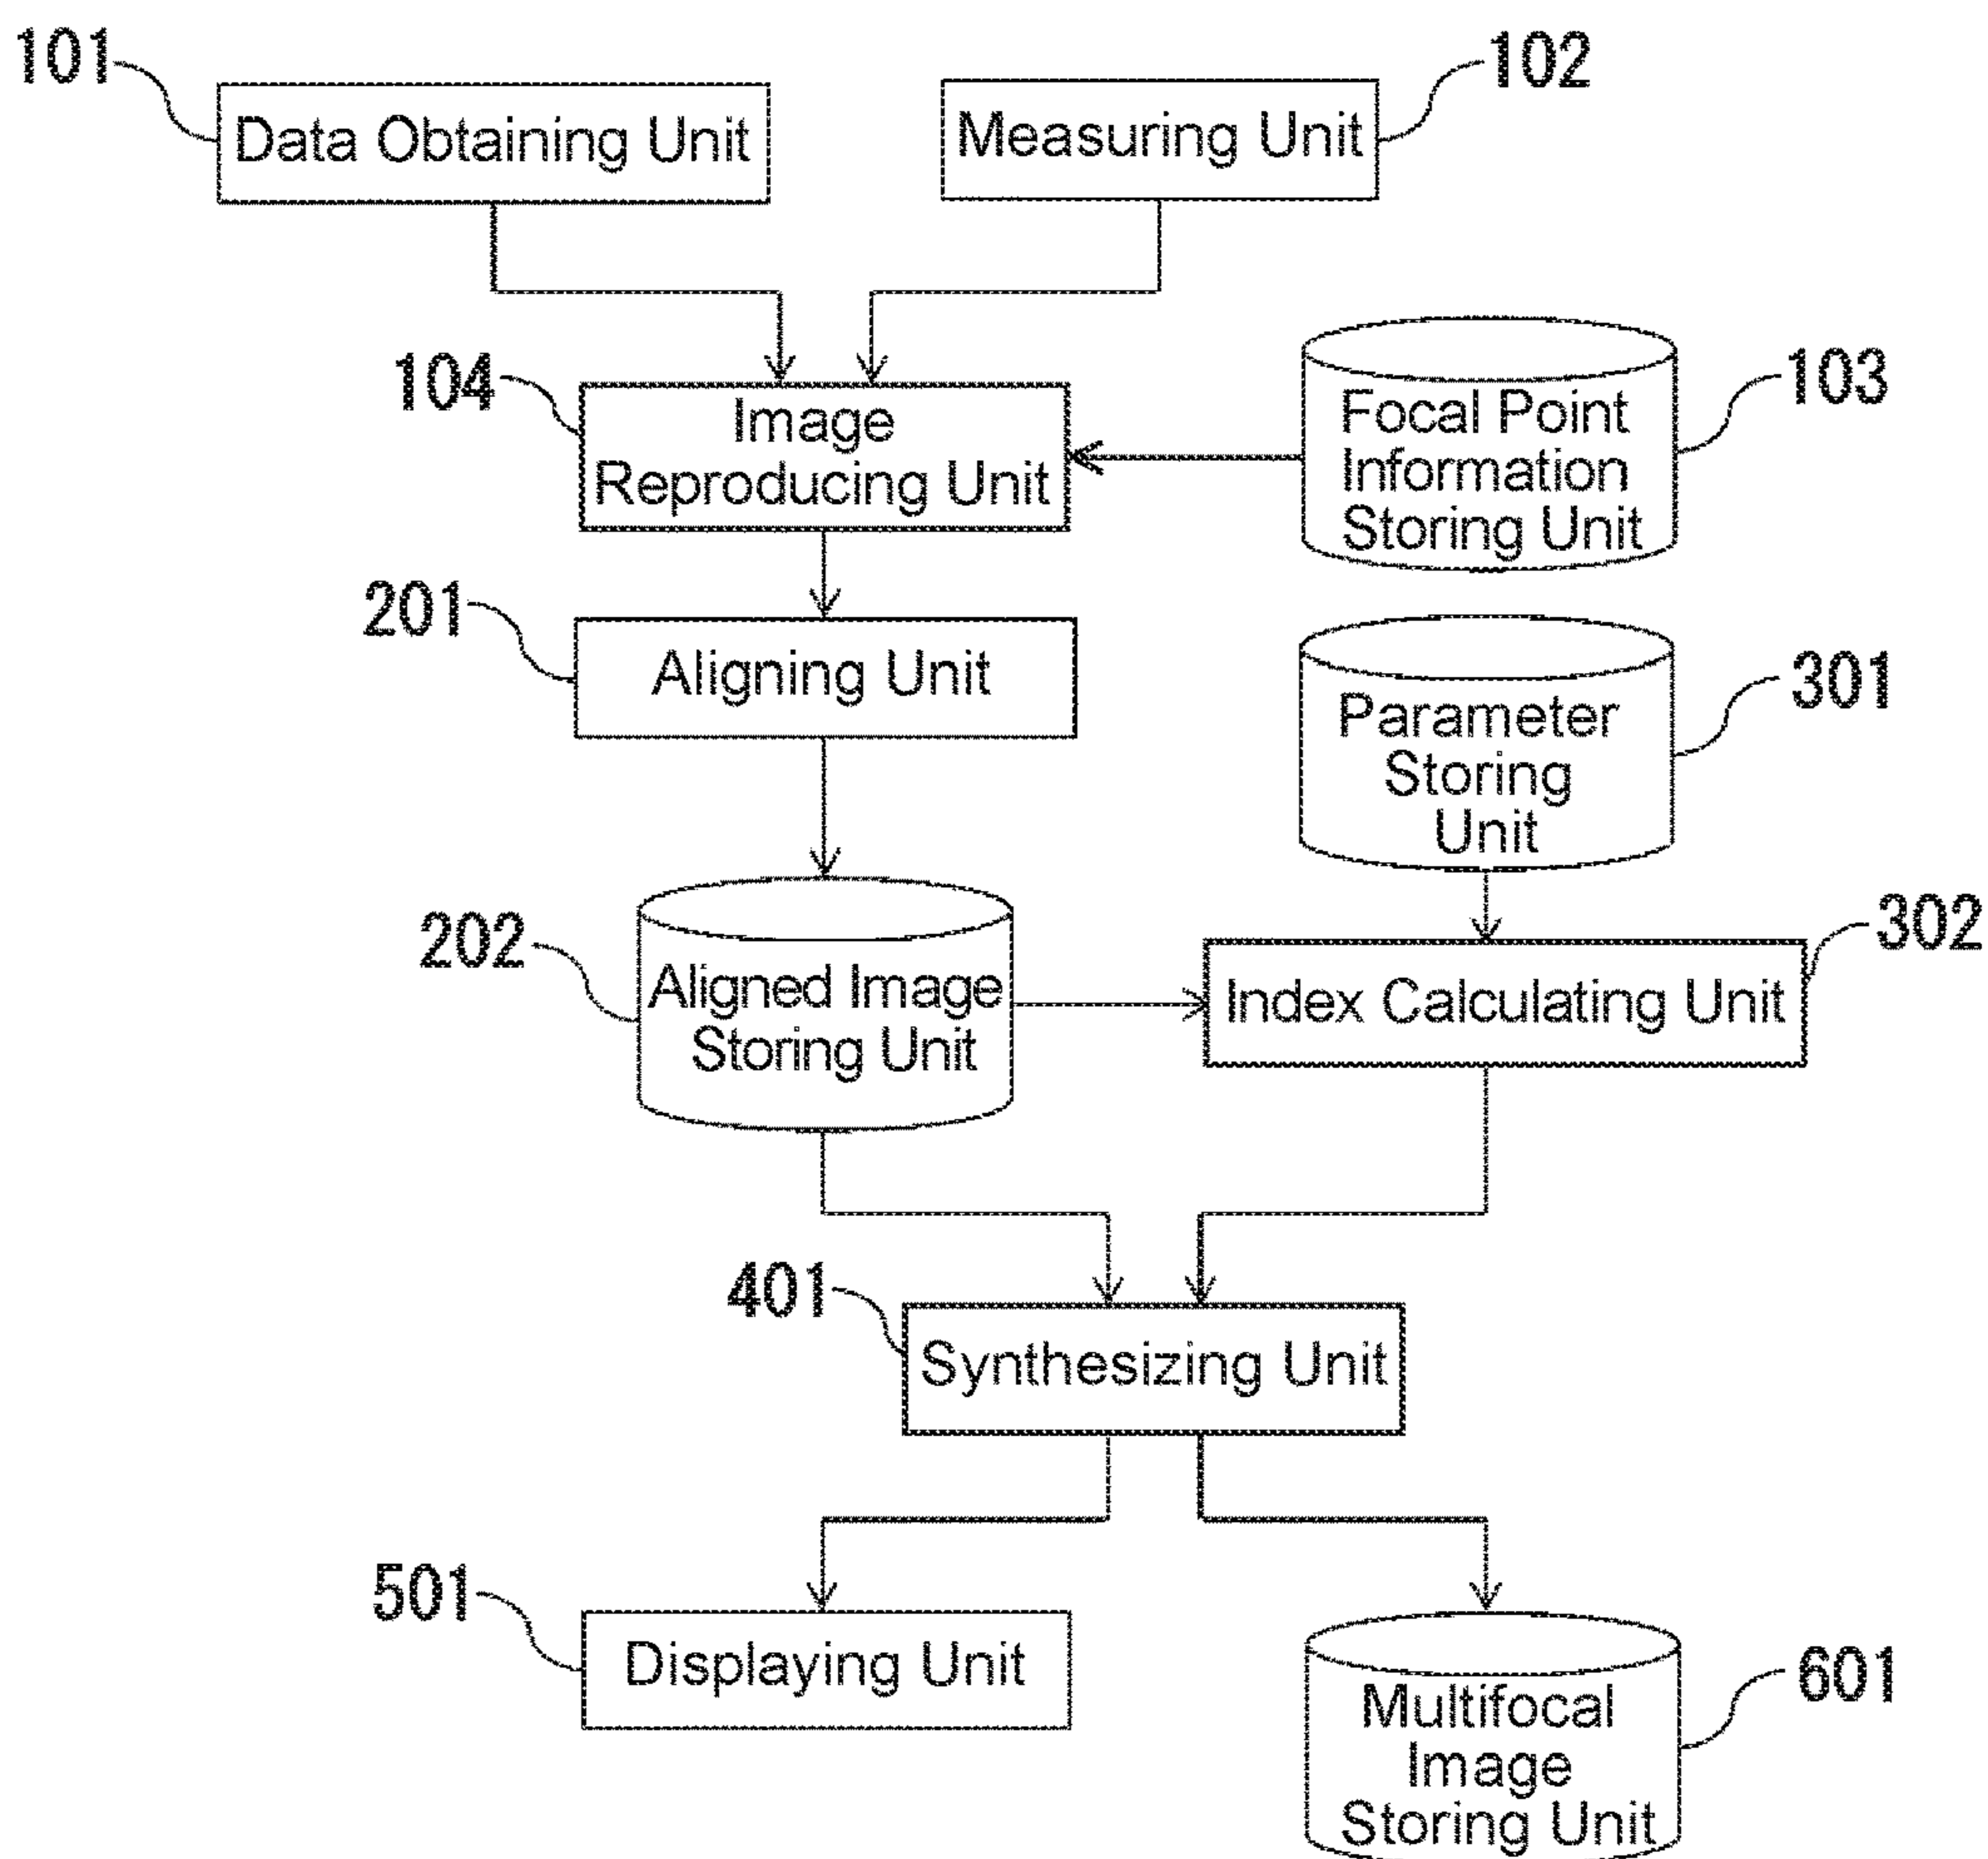 101
Data Obtaining Unit
Measuring Unit
102
104
Image
Reproducing Unit
Focal Point
Information
Storing Unit
103
201
Aligning Unit
Parameter
Storing
Unit
301
202
Aligned Image
Storing Unit
Index Calculating Unit
302
401
Synthesizing Unit
501
Displaying Unit
Multifocal
Image
Storing Unit
601